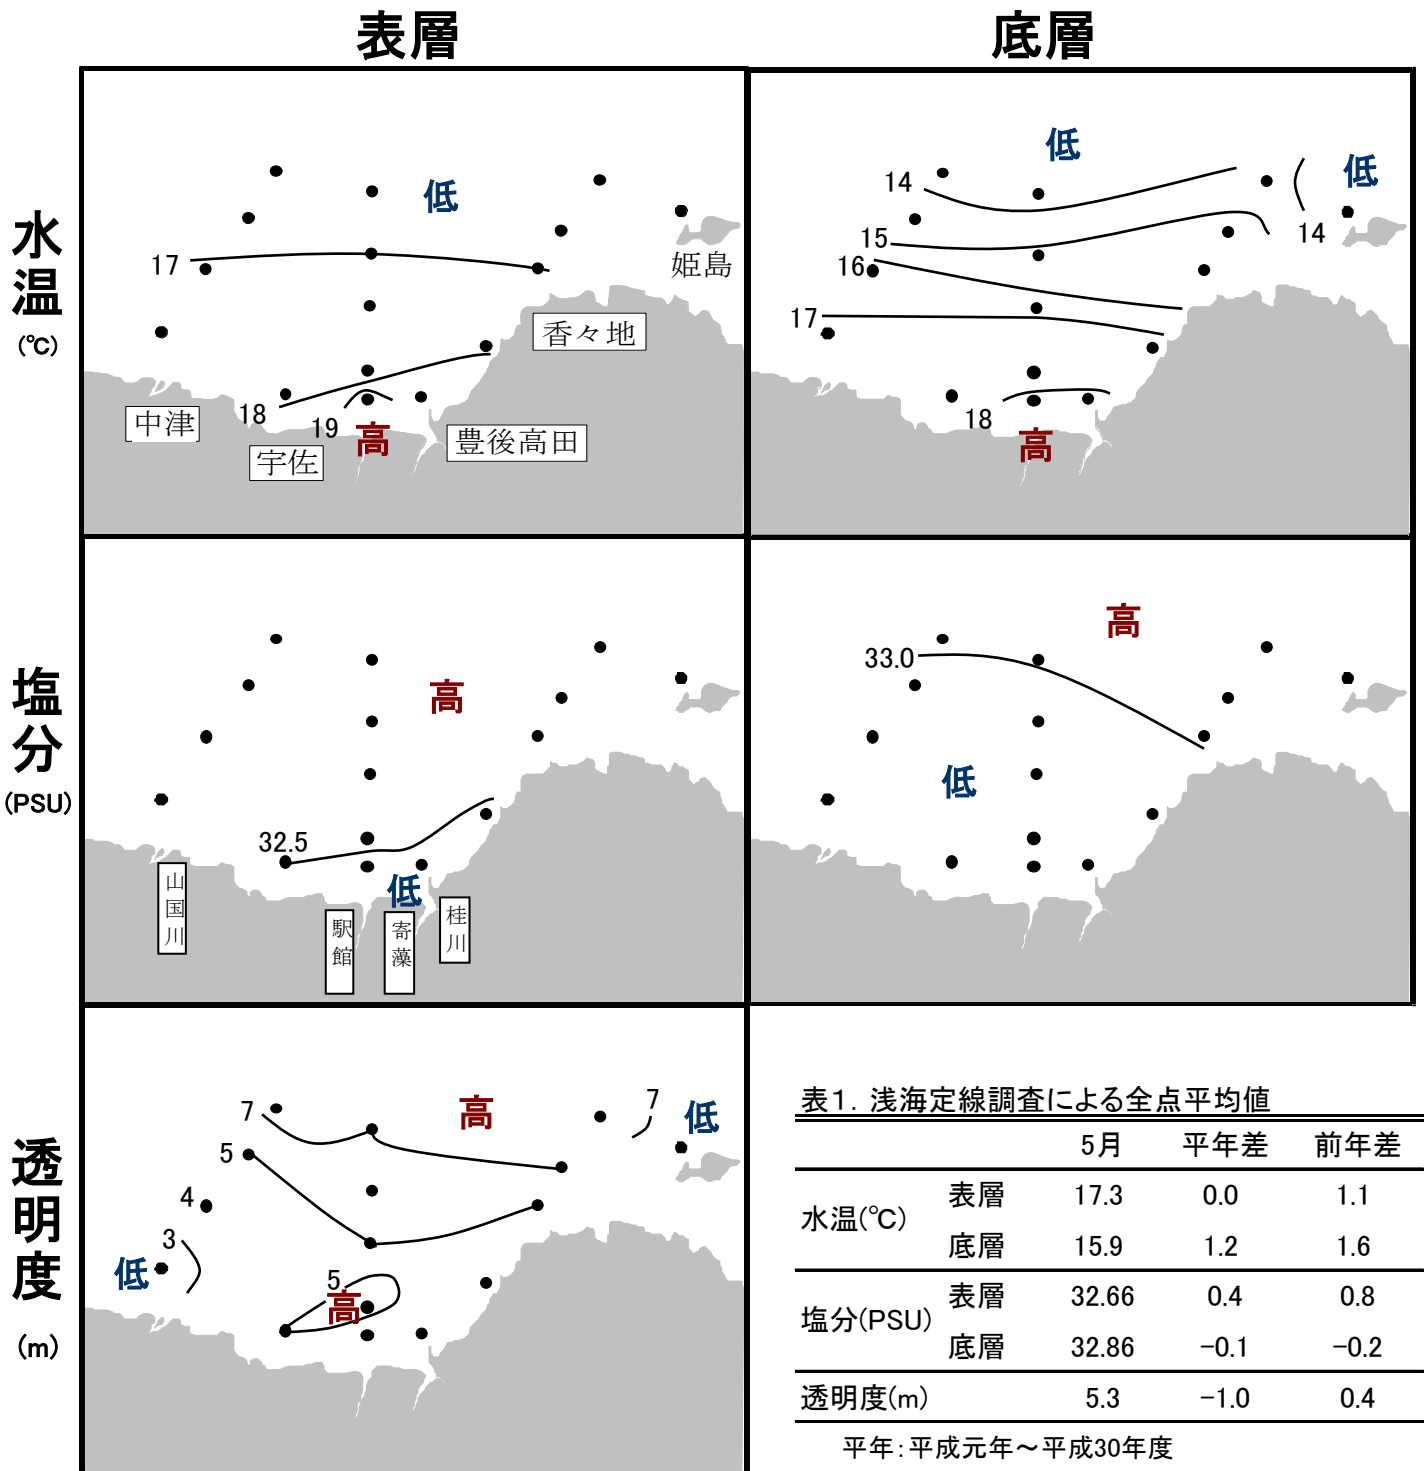 表層
底層
水温
(℃)
低
17
姫島
香々地
18
19
高
中津
宇佐
豊後高田
低
低
14
14
15
16
17
18
高
塩分
(PSU)
高
32.5
低
山国川
駅館
寄藻
桂川
高
33.0
低
透明度
(m)
7
高
7
低
5
4
3
低
5
高
表1. 浅海定線調査による全点平均値
5月 平年差 前年差
水温(℃) 表層 17.3 0.0 1.1
底層 15.9 1.2 1.6
塩分(PSU) 表層 32.66 0.4 0.8
底層 32.86 −0.1 −0.2
透明度(m) 5.3 −1.0 0.4
平年:平成元年～平成30年度